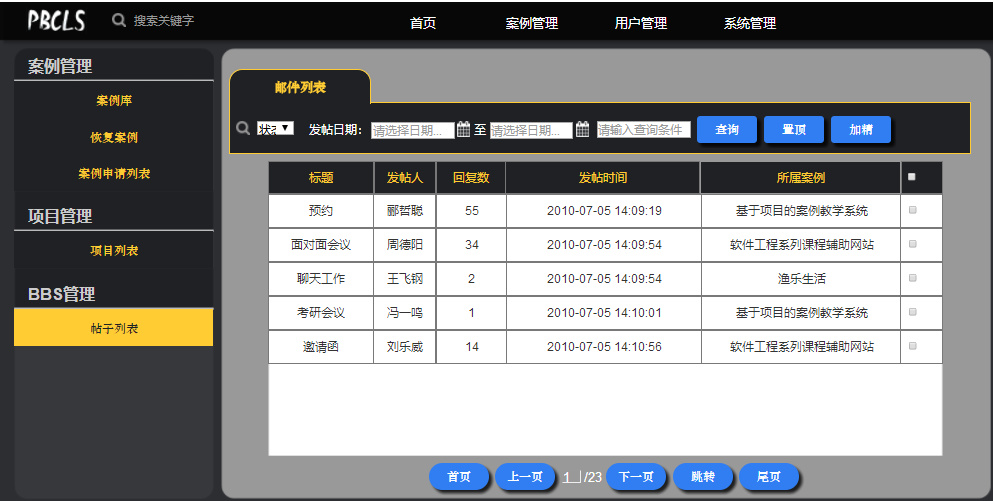 PBCLS 搜索关键字 首页 案例管理 用户管理 系统管理
案例管理
案例库
恢复案例
案例申请列表
项目管理
项目列表
BBS管理
帖子列表
邮件列表
发帖日期： 请选择日期... 至 请选择日期... 请输入查询条件 查询 置顶 加精
标题 发帖人 回复数 发帖时间 所属案例
预约 郦哲聪 55 2010-07-05 14:09:19 基于项目的案例教学系统
面对面会议 周德阳 34 2010-07-05 14:09:54 软件工程系列课程辅助网站
聊天工作 王飞钢 2 2010-07-05 14:09:54 渔乐生活
考研会议 冯一鸣 1 2010-07-05 14:10:01 基于项目的案例教学系统
邀请函 刘乐威 14 2010-07-05 14:10:56 软件工程系列课程辅助网站
首页 上一页 1 /23 下一页 跳转 尾页